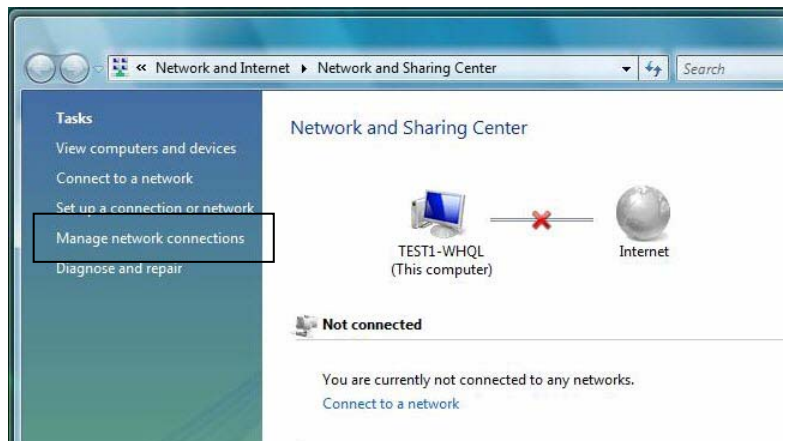 « Network and Internet ▸ Network and Sharing Center
Search
Tasks
View computers and devices
Connect to a network
Set up a connection or network
Manage network connections
Diagnose and repair
Network and Sharing Center
TEST1-WHQL
(This computer)
Internet
Not connected
You are currently not connected to any networks.
Connect to a network